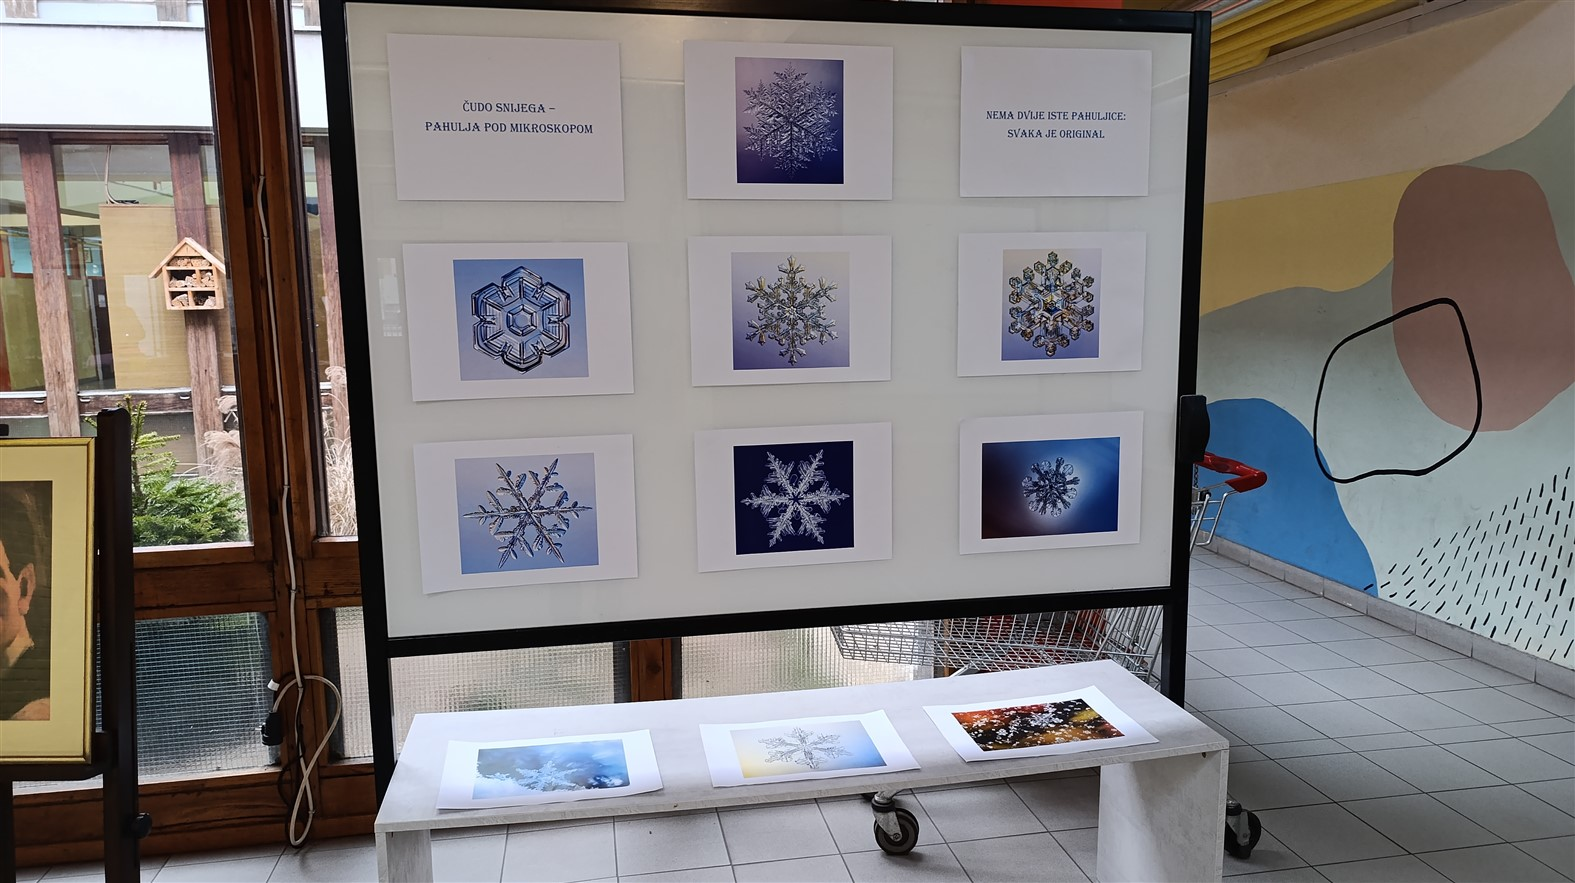 ČUDO SNIJEGA –
PAHULJA POD MIKROSKOPOM
NEMA DVIJE ISTE PAHULJICE:
SVAKA JE ORIGINAL